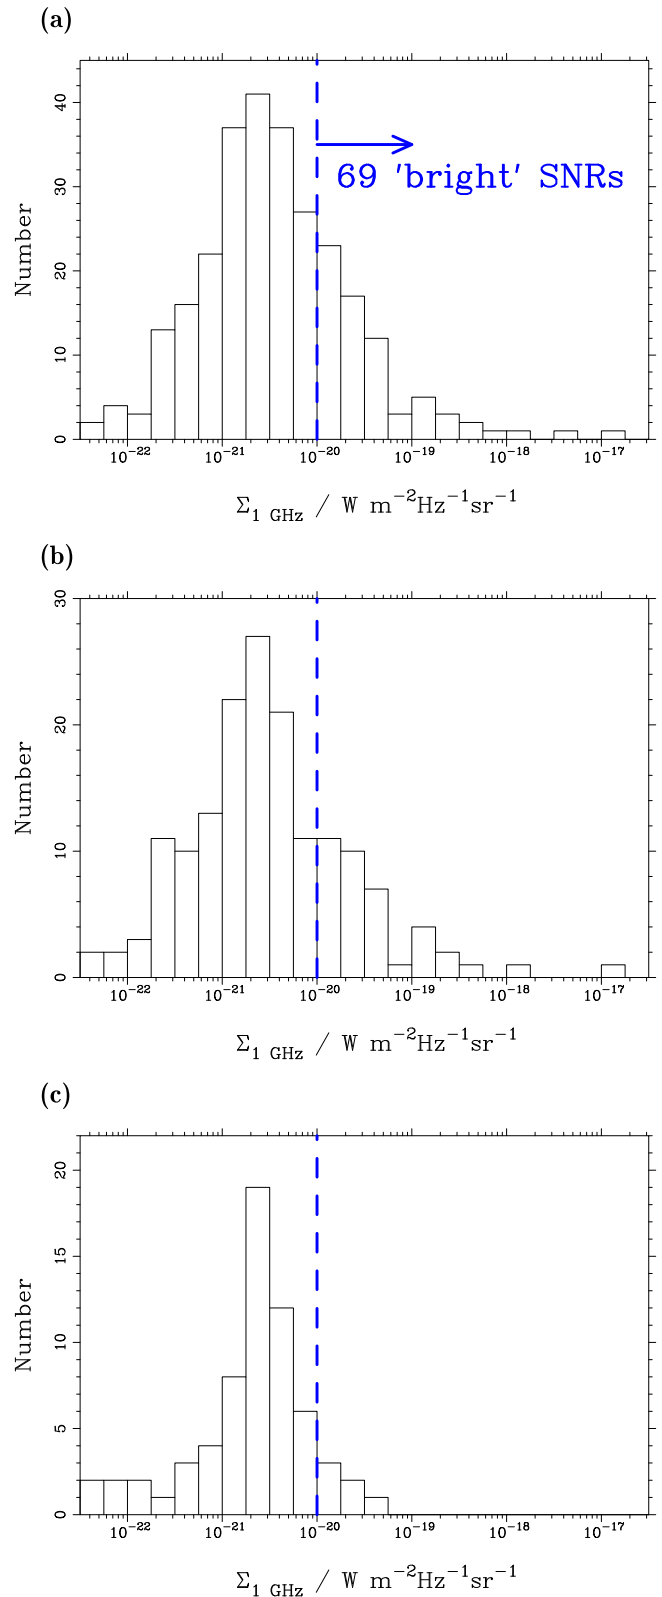 (a)
40
30
20
10
0
Number
69 'bright' SNRs
10⁻²² 10⁻²¹ 10⁻²⁰ 10⁻¹⁹ 10⁻¹⁸ 10⁻¹⁷
Σ₁ GHz / W m⁻²Hz⁻¹sr⁻¹
(b)
30
20
10
0
Number
10⁻²² 10⁻²¹ 10⁻²⁰ 10⁻¹⁹ 10⁻¹⁸ 10⁻¹⁷
Σ₁ GHz / W m⁻²Hz⁻¹sr⁻¹
(c)
20
15
10
5
0
Number
10⁻²² 10⁻²¹ 10⁻²⁰ 10⁻¹⁹ 10⁻¹⁸ 10⁻¹⁷
Σ₁ GHz / W m⁻²Hz⁻¹sr⁻¹